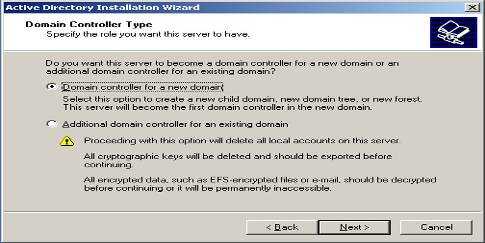 Active Directory Installation Wizard
Domain Controller Type
Specify the role you want this server to have.
Do you want this server to become a domain controller for a new domain or an
additional domain controller for an existing domain?
Domain controller for a new domain
Select this option to create a new child domain, new domain tree, or new forest.
This server will become the first domain controller in the new domain.
Additional domain controller for an existing domain
Proceeding with this option will delete all local accounts on this server.
All cryptographic keys will be deleted and should be exported before
continuing.
All encrypted data, such as EFS-encrypted files or e-mail, should be decrypted
before continuing or it will be permanently inaccessible.
< Back
Next >
Cancel